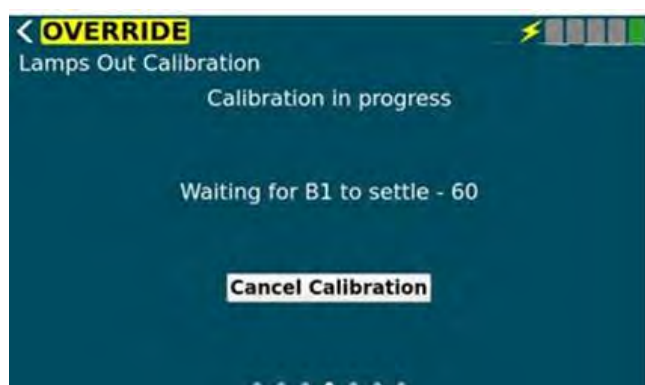 < OVERRIDE
Lamps Out Calibration
Calibration in progress
Waiting for B1 to settle - 60
Cancel Calibration